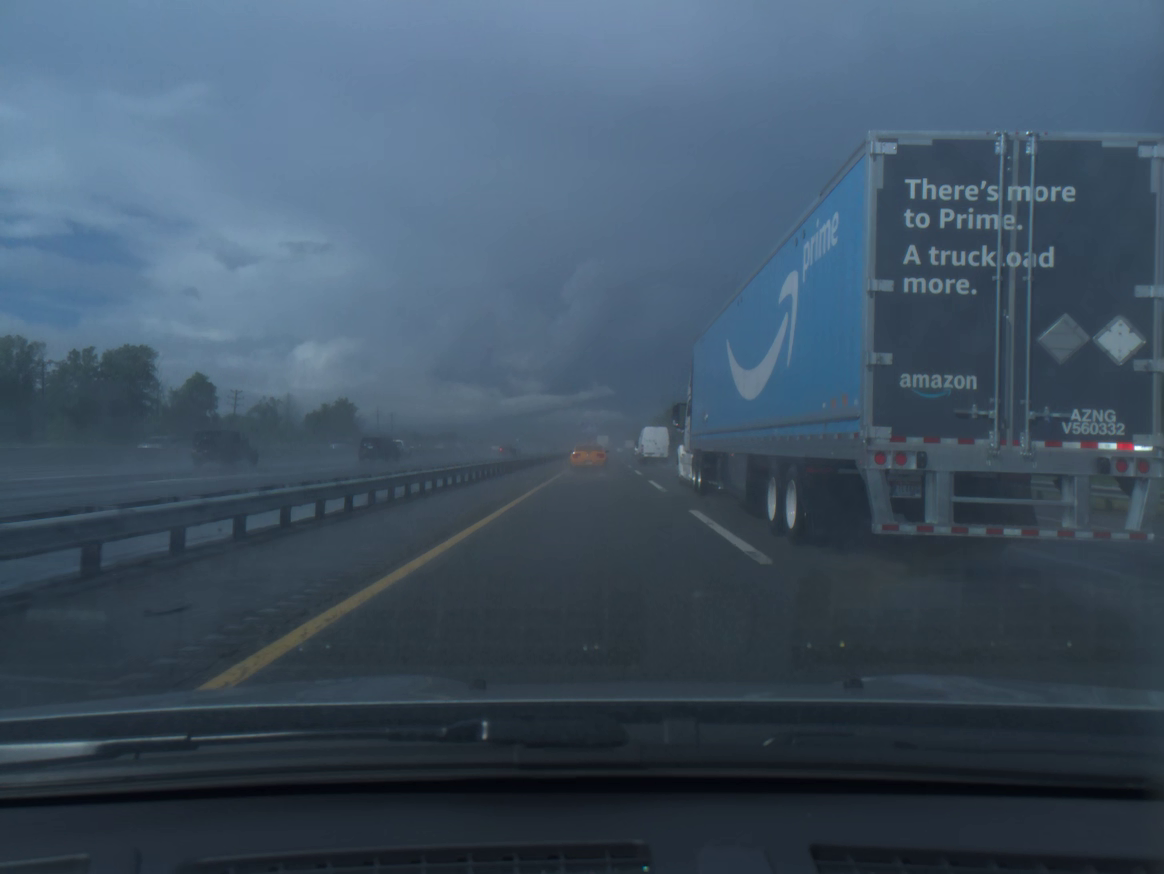 prime
There's more
to Prime.
A truckload
more.
amazon
AZNG
V560332